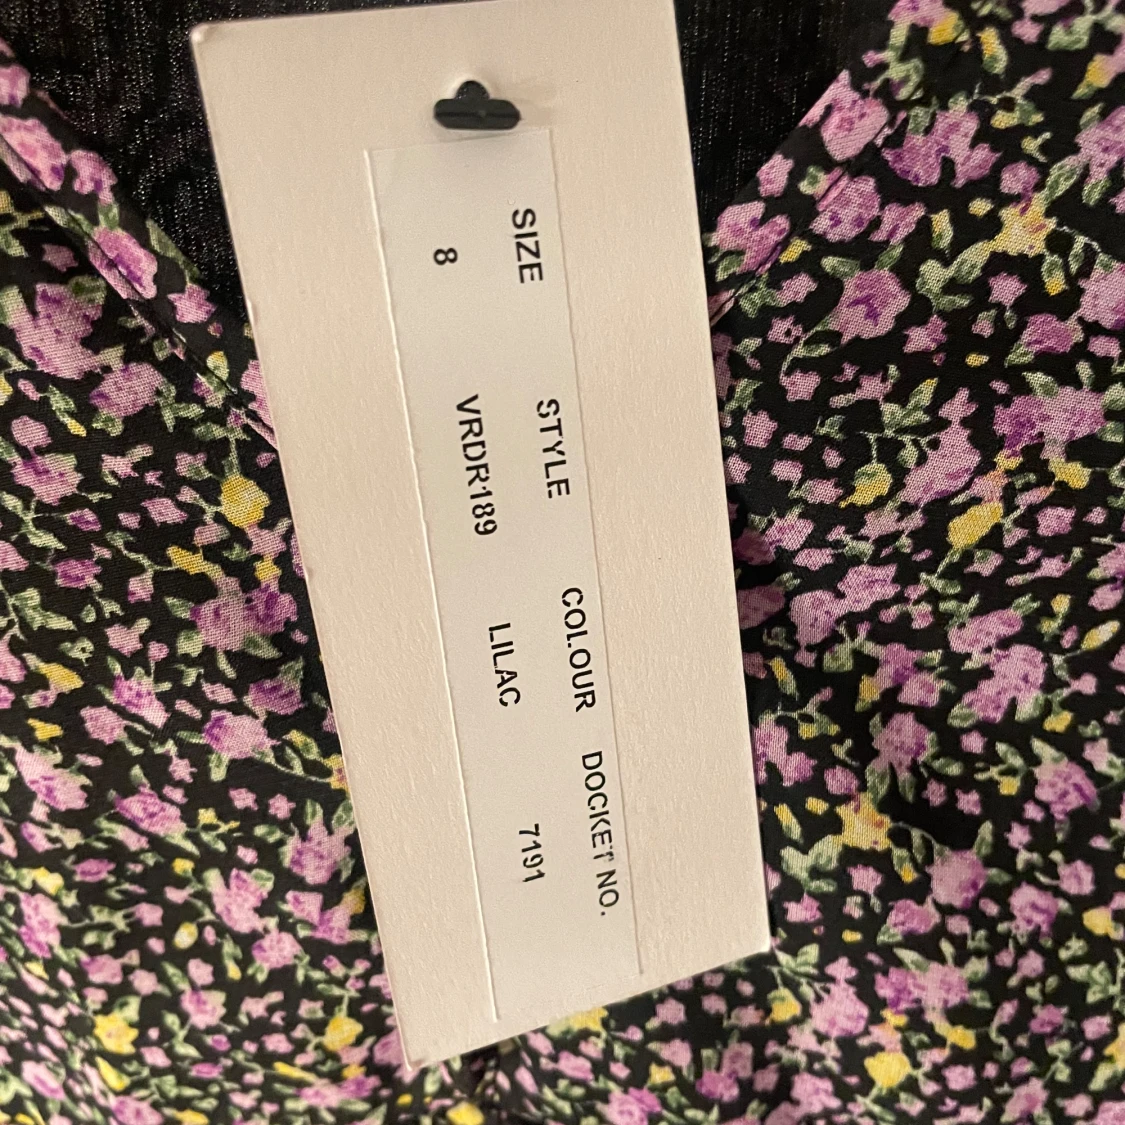 SIZE STYLE COLOUR DOCKET NO.
8 VRDR189 LILAC 7191